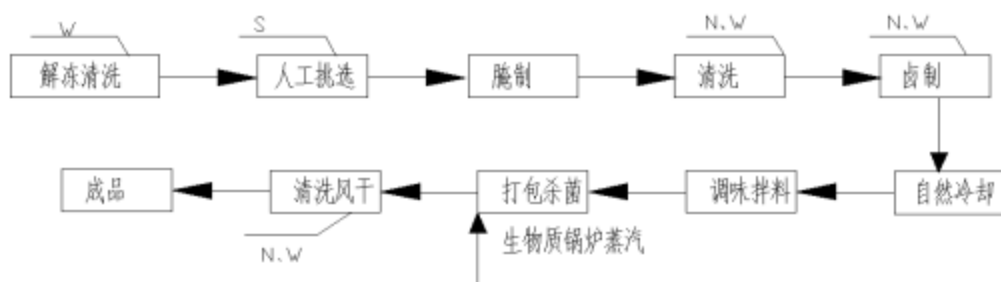 W
S
N.W
N.W
解冻清洗
人工挑选
腌制
清洗
卤制
成品
清洗风干
打包杀菌
调味拌料
自然冷却
N.W
生物质锅炉蒸汽